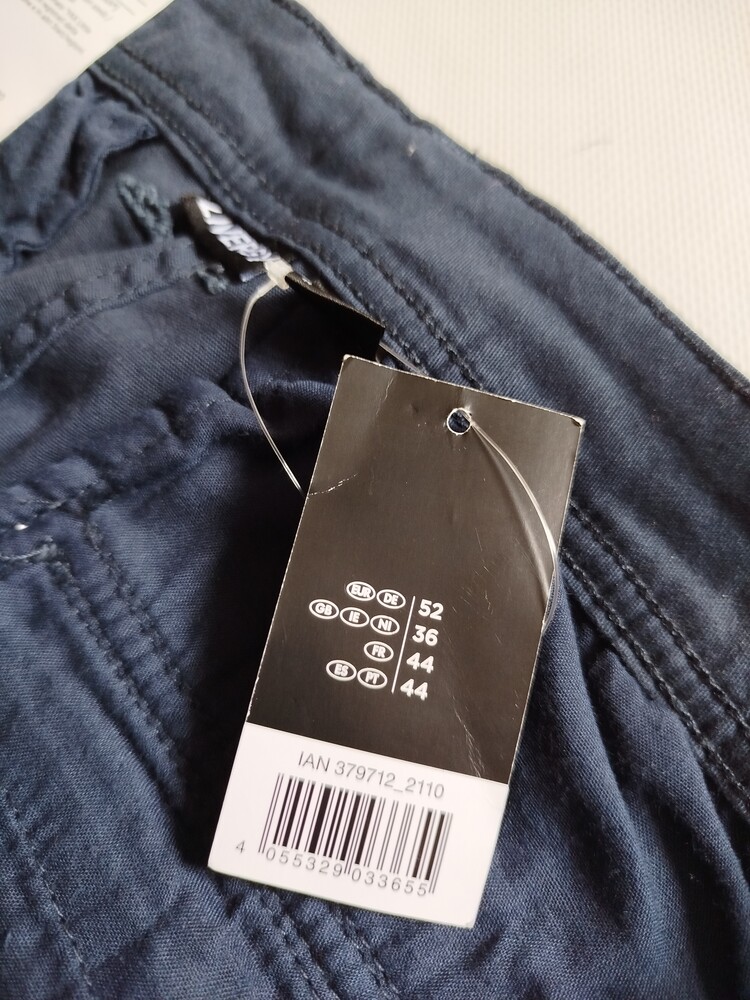 EUR DE 52
GB IE NI 36
FR 44
ES PT 44
IAN 379712_2110
4 055329 033655